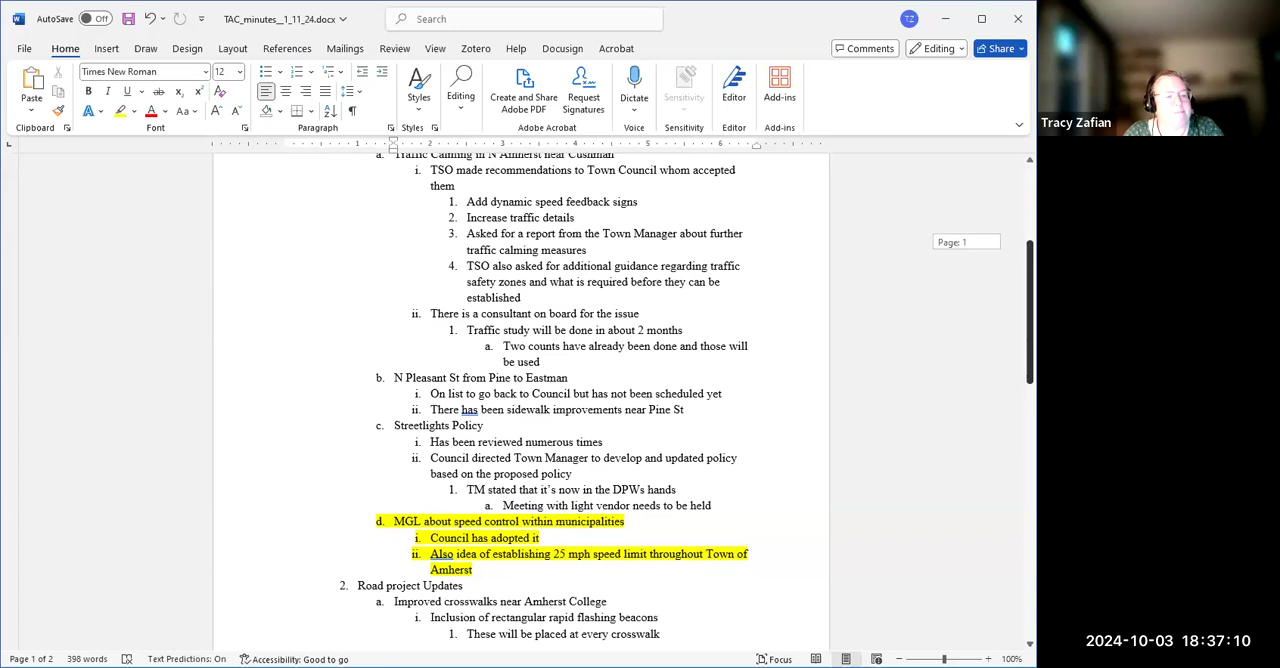 AutoSave Off TAC_minutes__1_11_24.docx Search TZ
File Home Insert Draw Design Layout References Mailings Review View Zotero Help Docusign Acrobat Comments Editing Share
Times New Roman 12
Paste Styles Editing Create and Share Adobe PDF Request Signatures Dictate Sensitivity Editor Add-ins
Clipboard Font Paragraph Styles Adobe Acrobat Voice Sensitivity Editor Add-ins
1 2 3 4 5 6
a. Traffic Calming in N Amherst near Cushman
i. TSO made recommendations to Town Council whom accepted
them
1. Add dynamic speed feedback signs
2. Increase traffic details
3. Asked for a report from the Town Manager about further
traffic calming measures
Page: 1
4. TSO also asked for additional guidance regarding traffic
safety zones and what is required before they can be
established
ii. There is a consultant on board for the issue
1. Traffic study will be done in about 2 months
a. Two counts have already been done and those will
be used
b. N Pleasant St from Pine to Eastman
i. On list to go back to Council but has not been scheduled yet
ii. There has been sidewalk improvements near Pine St
c. Streetlights Policy
i. Has been reviewed numerous times
ii. Council directed Town Manager to develop and updated policy
based on the proposed policy
1. TM stated that it's now in the DPWs hands
a. Meeting with light vendor needs to be held
d. MGL about speed control within municipalities
i. Council has adopted it
ii. Also idea of establishing 25 mph speed limit throughout Town of
Amherst
2. Road project Updates
a. Improved crosswalks near Amherst College
i. Inclusion of rectangular rapid flashing beacons
1. These will be placed at every crosswalk
Page 1 of 2 398 words Text Predictions: On Accessibility: Good to go Focus 100%
Tracy Zafian
2024-10-03 18:37:10